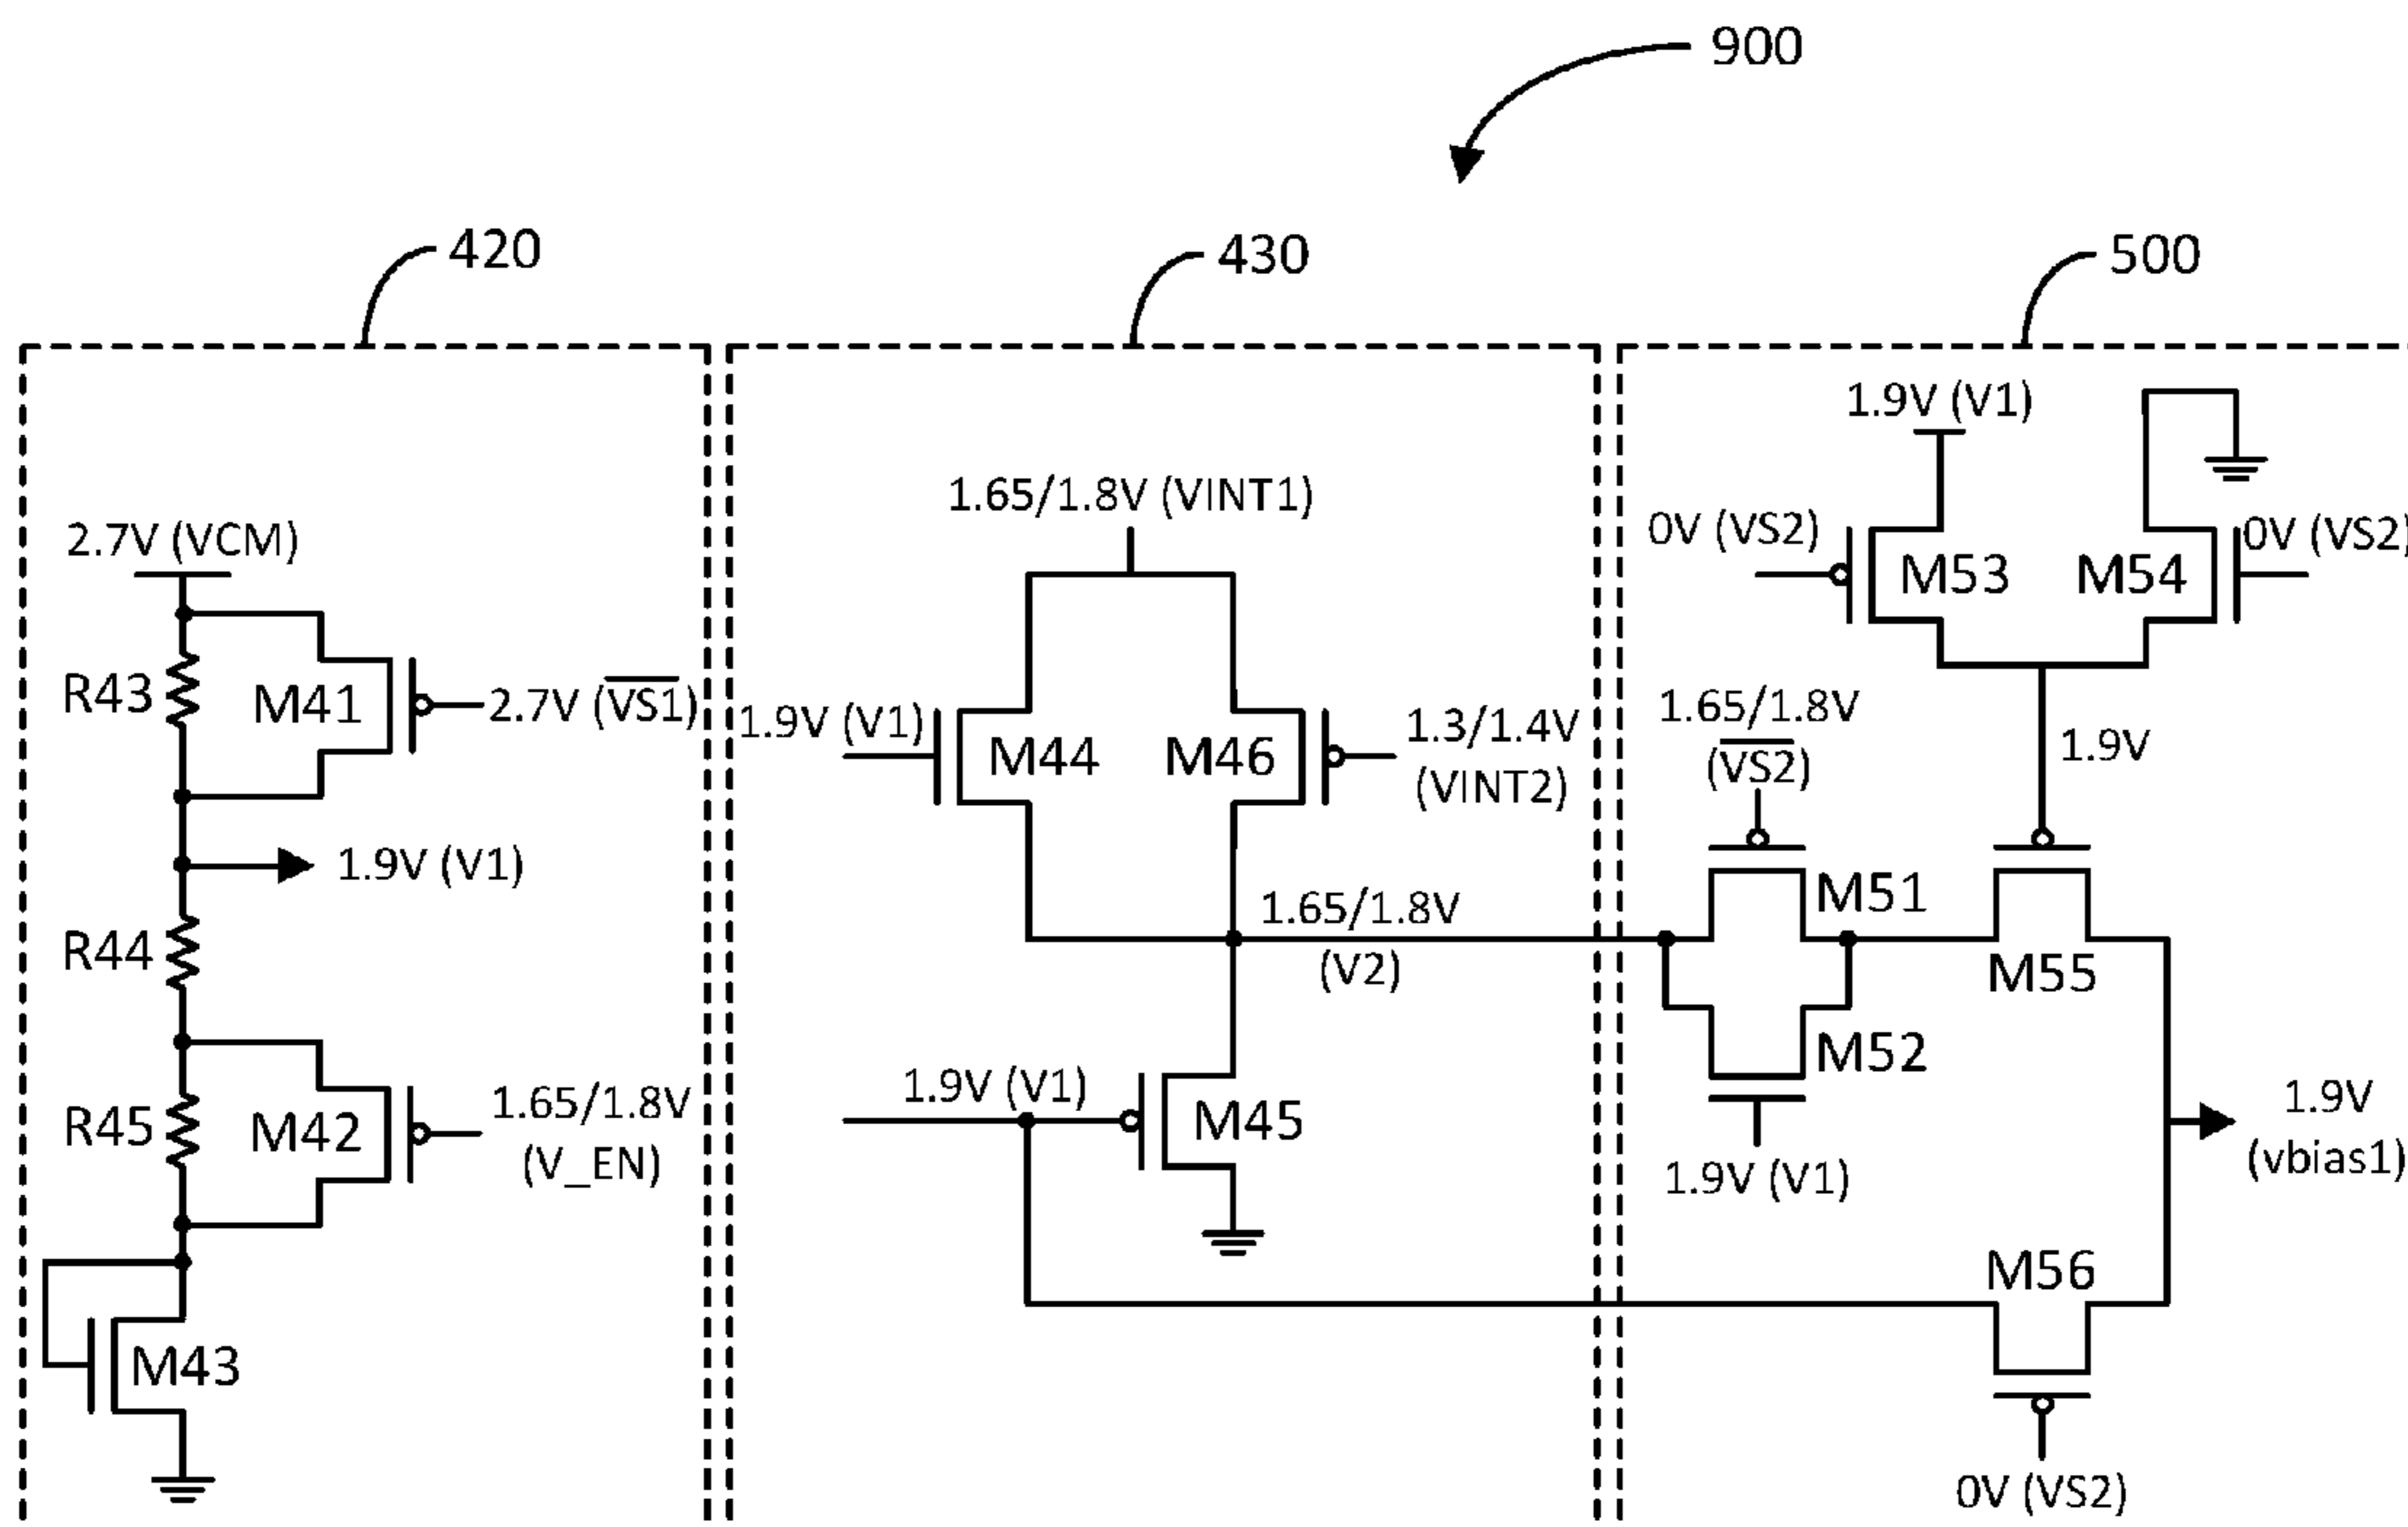 900
420
430
500
2.7V (VCM)
R43
M41
2.7V (VS1)
1.9V (V1)
R44
R45
M42
1.65/1.8V
(V_EN)
M43
1.65/1.8V (VINT1)
1.9V (V1)
M44
M46
1.3/1.4V
(VINT2)
1.65/1.8V
(V2)
1.9V (V1)
M45
1.9V (V1)
0V (VS2)
M53
M54
0V (VS2)
1.65/1.8V
(VS2)
1.9V
M51
M55
M52
1.9V (V1)
1.9V
(vbias1)
M56
0V (VS2)